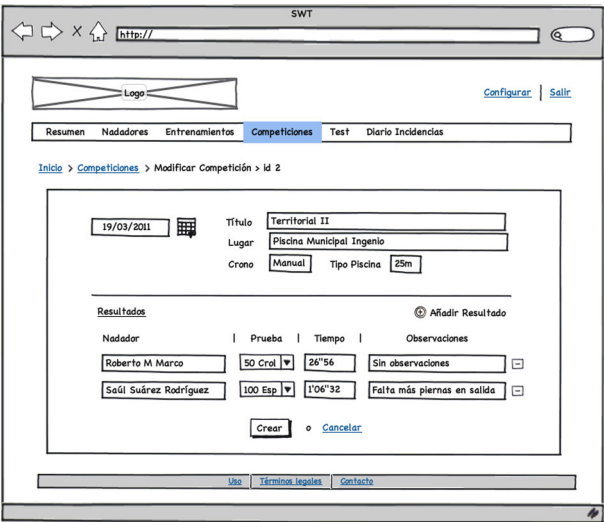 SWT
http://
Logo
Configurar | Salir
Resumen Nadadores Entrenamientos Competiciones Test Diario Incidencias
Inicio > Competiciones > Modificar Competición > id 2
19/03/2011 Título Territorial II
Lugar Piscina Municipal Ingenio
Crono Manual Tipo Piscina 25m
Resultados Añadir Resultado
Nadador | Prueba | Tiempo | Observaciones
Roberto M Marco 50 Crol 26"56 Sin observaciones
Saúl Suárez Rodríguez 100 Esp 1'06"32 Falta más piernas en salida
Crear o Cancelar
Uso | Términos legales | Contacto